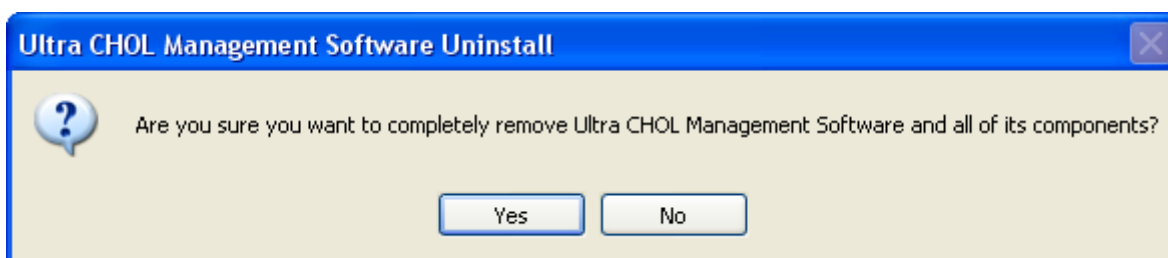 Ultra CHOL Management Software Uninstall
Are you sure you want to completely remove Ultra CHOL Management Software and all of its components?
Yes
No